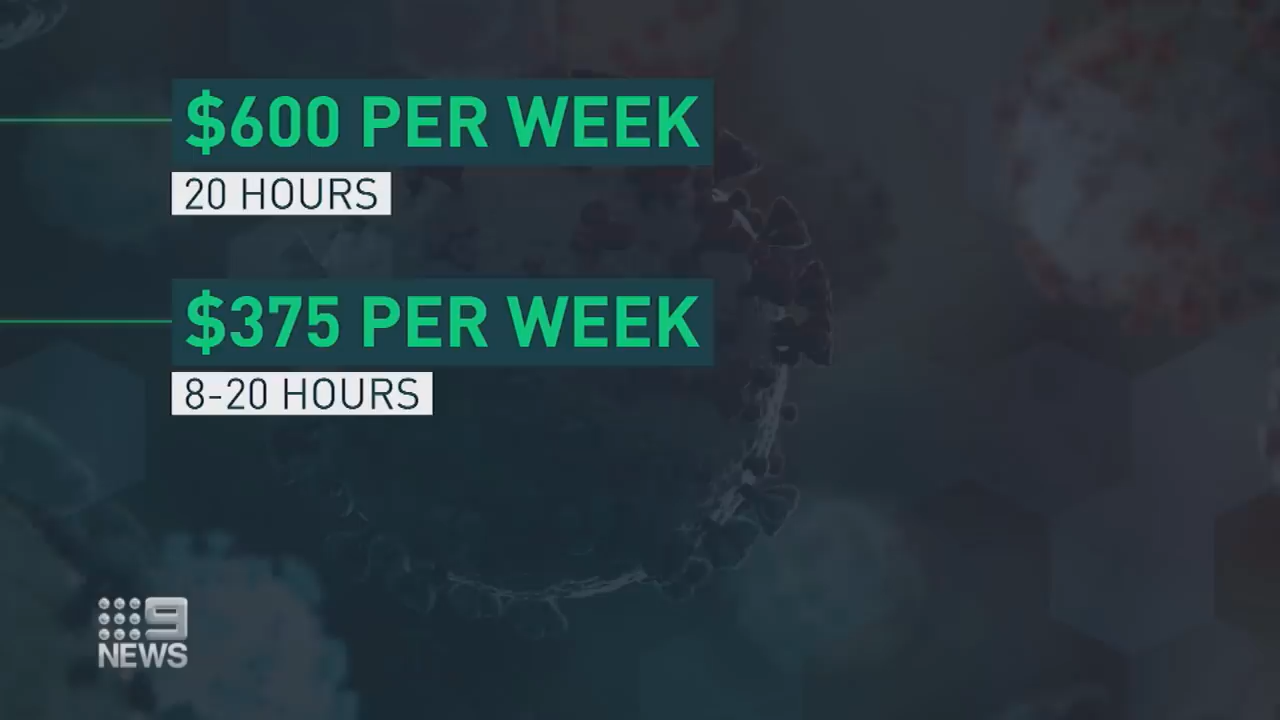 $600 PER WEEK
20 HOURS
$375 PER WEEK
8-20 HOURS
9
NEWS